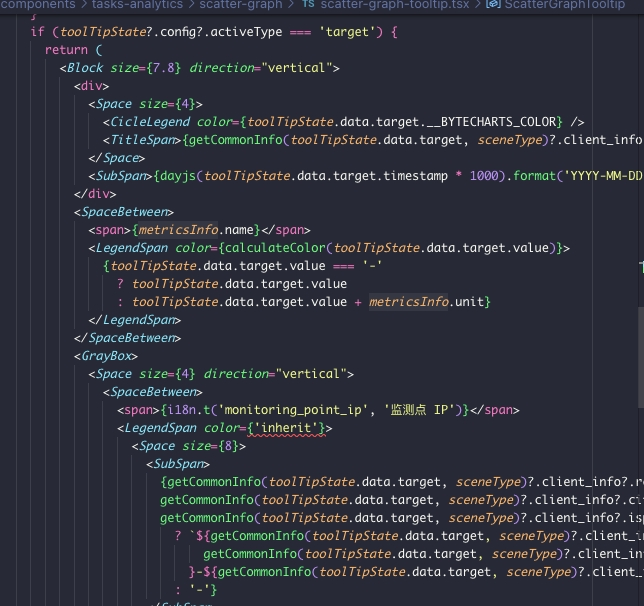 components > tasks-analytics > scatter-graph > TS scatter-graph-tooltip.tsx > ScatterGraphTooltip
}
if (toolTipState?.config?.activeType === 'target') {
return (
<Block size={7.8} direction="vertical">
<div>
<Space size={4}>
<CicleLegend color={toolTipState.data.target.__BYTECHARTS_COLOR} />
<TitleSpan>{getCommonInfo(toolTipState.data.target, sceneType)?.client_info
</Space>
<SubSpan>{dayjs(toolTipState.data.target.timestamp * 1000).format('YYYY-MM-DD
</div>
<SpaceBetween>
<span>{metricsInfo.name}</span>
<LegendSpan color={calculateColor(toolTipState.data.target.value)}>
{toolTipState.data.target.value === '-'
? toolTipState.data.target.value
: toolTipState.data.target.value + metricsInfo.unit}
</LegendSpan>
</SpaceBetween>
<GrayBox>
<Space size={4} direction="vertical">
<SpaceBetween>
<span>{i18n.t('monitoring_point_ip', '监测点 IP')}</span>
<LegendSpan color={'inherit'}>
<Space size={8}>
<SubSpan>
{getCommonInfo(toolTipState.data.target, sceneType)?.client_info?.r
getCommonInfo(toolTipState.data.target, sceneType)?.client_info?.ci
getCommonInfo(toolTipState.data.target, sceneType)?.client_info?.is
? `${getCommonInfo(toolTipState.data.target, sceneType)?.client_i
getCommonInfo(toolTipState.data.target, sceneType)?.client_in
}-${getCommonInfo(toolTipState.data.target, sceneType)?.client_i
: '-'}
</SubSpan>